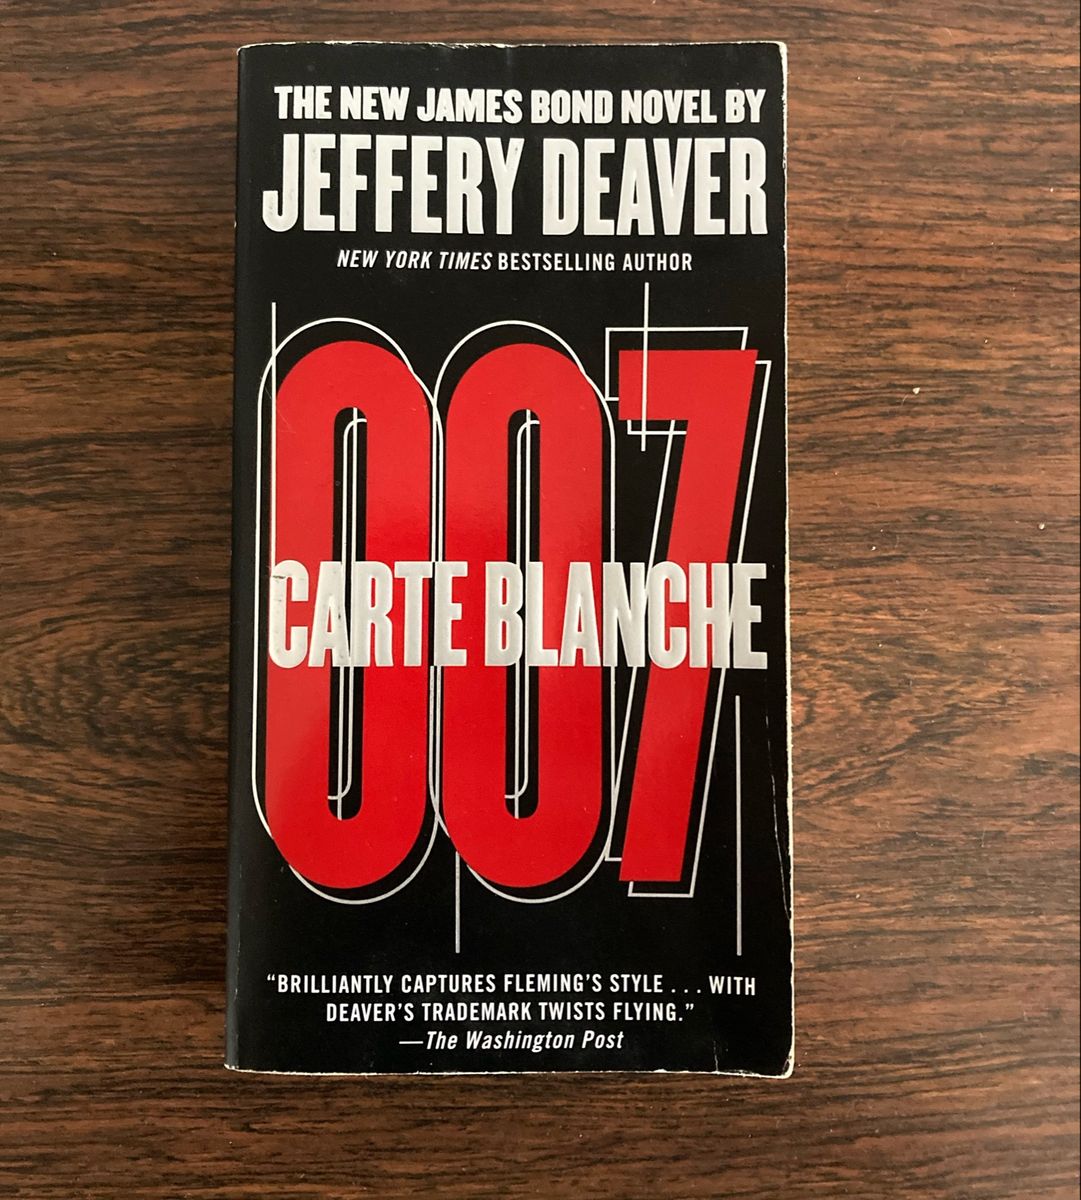 THE NEW JAMES BOND NOVEL BY
JEFFERY DEAVER
NEW YORK TIMES BESTSELLING AUTHOR
007
CARTE BLANCHE
“BRILLIANTLY CAPTURES FLEMING’S STYLE . . . WITH
DEAVER’S TRADEMARK TWISTS FLYING.”
—The Washington Post